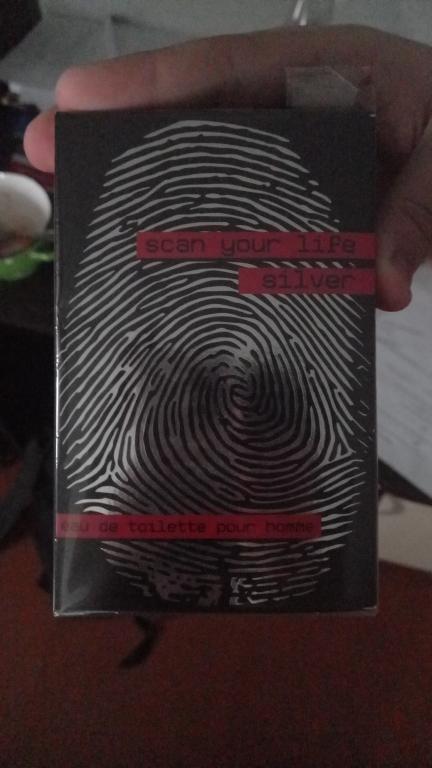 scan your life
silver
eau de toilette pour homme